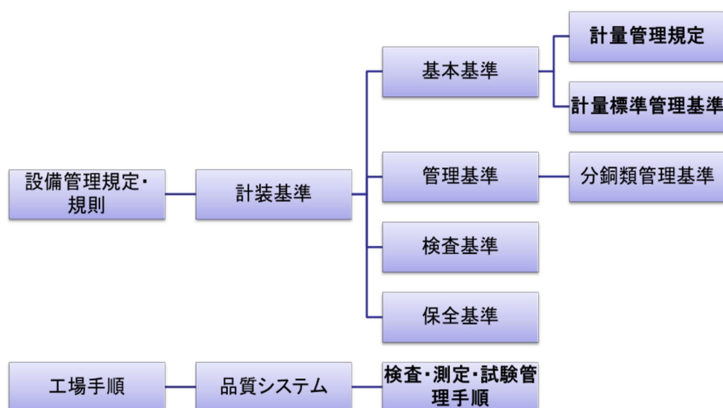 計量管理規定
基本基準
計量標準管理基準
設備管理規定・
規則
計装基準
管理基準
分銅類管理基準
検査基準
保全基準
工場手順
品質システム
検査・測定・試験管
理手順